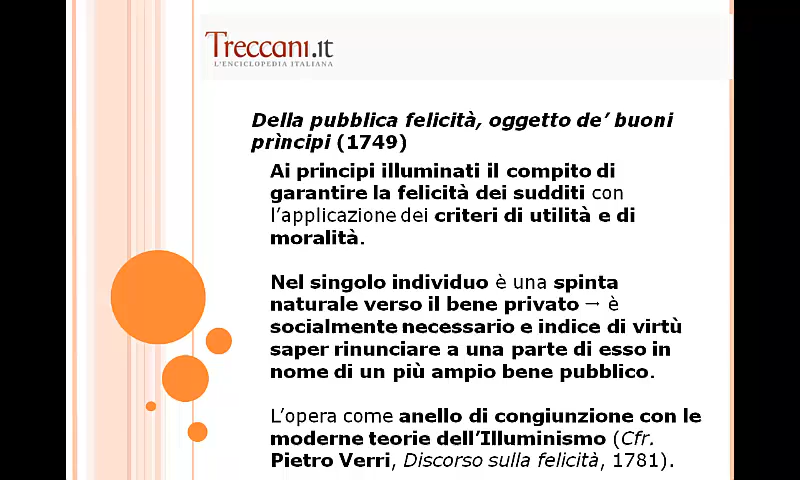 Treccani.it
L'ENCICLOPEDIA ITALIANA
Della pubblica felicità, oggetto de' buoni
prìncipi (1749)
Ai principi illuminati il compito di
garantire la felicità dei sudditi con
l'applicazione dei criteri di utilità e di
moralità.
Nel singolo individuo è una spinta
naturale verso il bene privato → è
socialmente necessario e indice di virtù
saper rinunciare a una parte di esso in
nome di un più ampio bene pubblico.
L'opera come anello di congiunzione con le
moderne teorie dell'Illuminismo (Cfr.
Pietro Verri, Discorso sulla felicità, 1781).